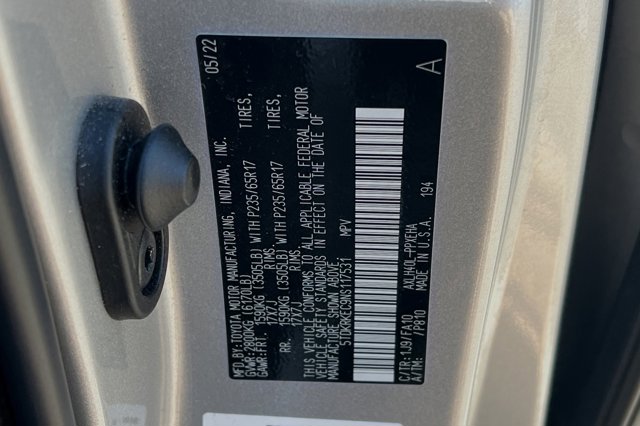 MFD.BY:TOYOTA MOTOR MANUFACTURING, INDIANA, INC. 05/22
GVWR:2800KG(6170LB)
GAWR:FRT. 1590KG (3505LB) WITH P235/65R17 TIRES,
17X7J RIMS.
RR. 1590KG (3505LB) WITH P235/65R17 TIRES,
17X7J RIMS.
THIS VEHICLE CONFORMS TO ALL APPLICABLE FEDERAL MOTOR
VEHICLE SAFETY STANDARDS IN EFFECT ON THE DATE OF
MANUFACTURE SHOWN ABOVE.
MPV
C/TR:1J9/FA10 AXLH40L-PPXEHA
A/TM: /P810 MADE IN U.S.A. 194
A